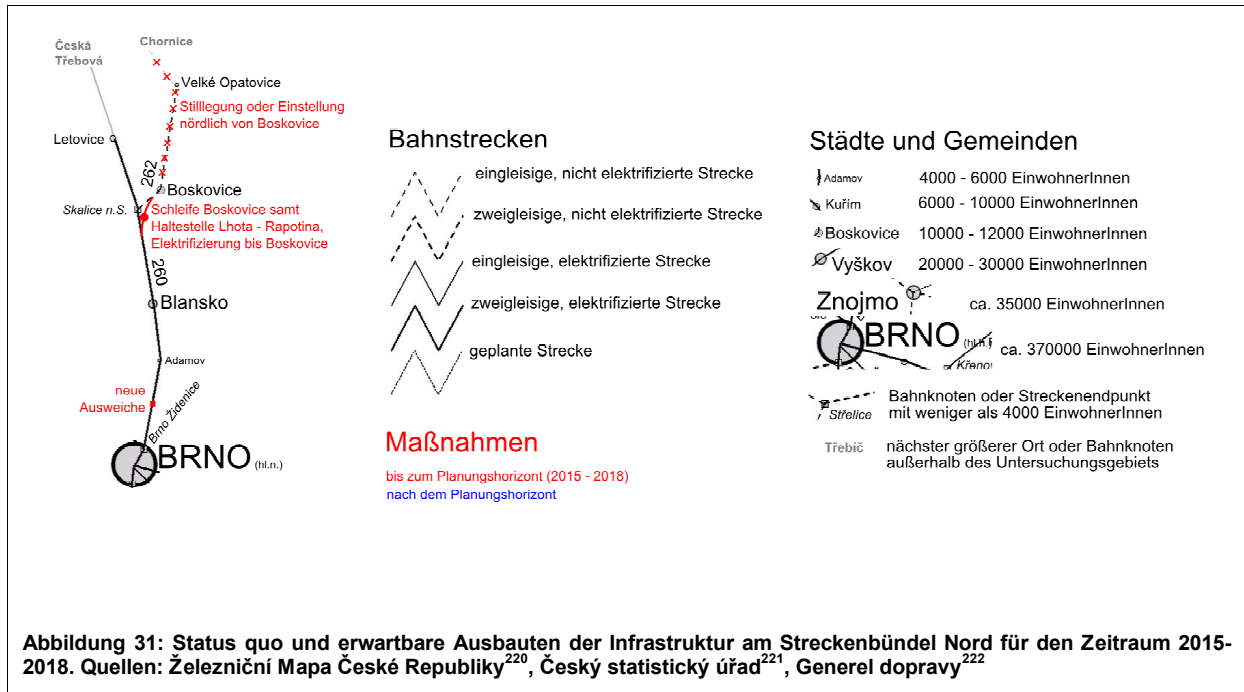 Česká
Třebová
Chornice
Velké Opatovice
Stilllegung oder Einstellung
nördlich von Boskovice
Letovice
262
Boskovice
Skalice n.S.
Schleife Boskovice samt
Haltestelle Lhota - Rapotina,
Elektrifizierung bis Boskovice
260
Blansko
Adamov
neue
Ausweiche
Brno Židenice
BRNO (hl.n.)
Bahnstrecken
eingleisige, nicht elektrifizierte Strecke
zweigleisige, nicht elektrifizierte Strecke
eingleisige, elektrifizierte Strecke
zweigleisige, elektrifizierte Strecke
geplante Strecke
Maßnahmen
bis zum Planungshorizont (2015 - 2018)
nach dem Planungshorizont
Städte und Gemeinden
Adamov 4000 - 6000 EinwohnerInnen
Kuřim 6000 - 10000 EinwohnerInnen
Boskovice 10000 - 12000 EinwohnerInnen
Vyškov 20000 - 30000 EinwohnerInnen
Znojmo ca. 35000 EinwohnerInnen
BRNO (hl.n.) ca. 370000 EinwohnerInnen
Křenov
Střelice Bahnknoten oder Streckenendpunkt
mit weniger als 4000 EinwohnerInnen
Třebíč nächster größerer Ort oder Bahnknoten
außerhalb des Untersuchungsgebiets
Abbildung 31: Status quo und erwartbare Ausbauten der Infrastruktur am Streckenbündel Nord für den Zeitraum 2015-
2018. Quellen: Železniční Mapa České Republiky220, Český statistický úřad221, Generel dopravy222